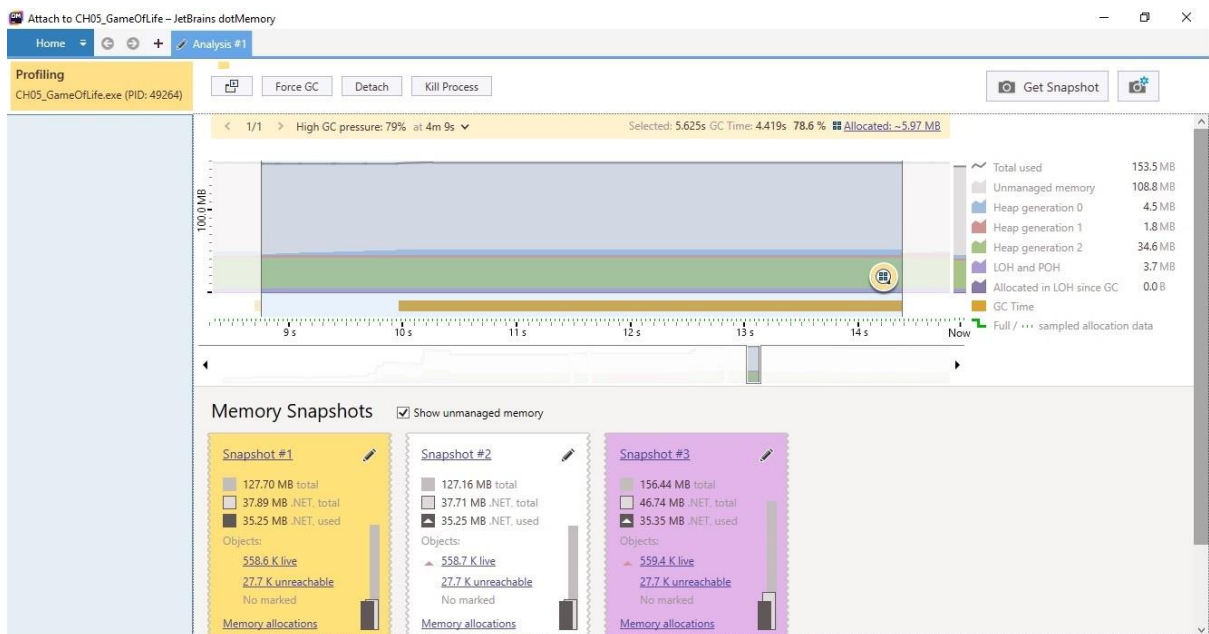 Attach to CH05_GameOfLife – JetBrains dotMemory
Home
Analysis #1
Profiling
CH05_GameOfLife.exe (PID: 49264)
Force GC Detach Kill Process Get Snapshot
1/1 High GC pressure: 79% at 4m 9s Selected: 5.625s GC Time: 4.419s 78.6 % Allocated: ~5.97 MB
100.0 MB
Total used 153.5 MB
Unmanaged memory 108.8 MB
Heap generation 0 4.5 MB
Heap generation 1 1.8 MB
Heap generation 2 34.6 MB
LOH and POH 3.7 MB
Allocated in LOH since GC 0.0 B
GC Time
Full / ··· sampled allocation data
9 s 10 s 11 s 12 s 13 s 14 s Now
Memory Snapshots Show unmanaged memory
Snapshot #1
127.70 MB total
37.89 MB .NET, total
35.25 MB .NET, used
Objects:
558.6 K live
27.7 K unreachable
No marked
Memory allocations
Snapshot #2
127.16 MB total
37.71 MB .NET, total
35.25 MB .NET, used
Objects:
558.7 K live
27.7 K unreachable
No marked
Memory allocations
Snapshot #3
156.44 MB total
46.74 MB .NET, total
35.35 MB .NET, used
Objects:
559.4 K live
27.7 K unreachable
No marked
Memory allocations